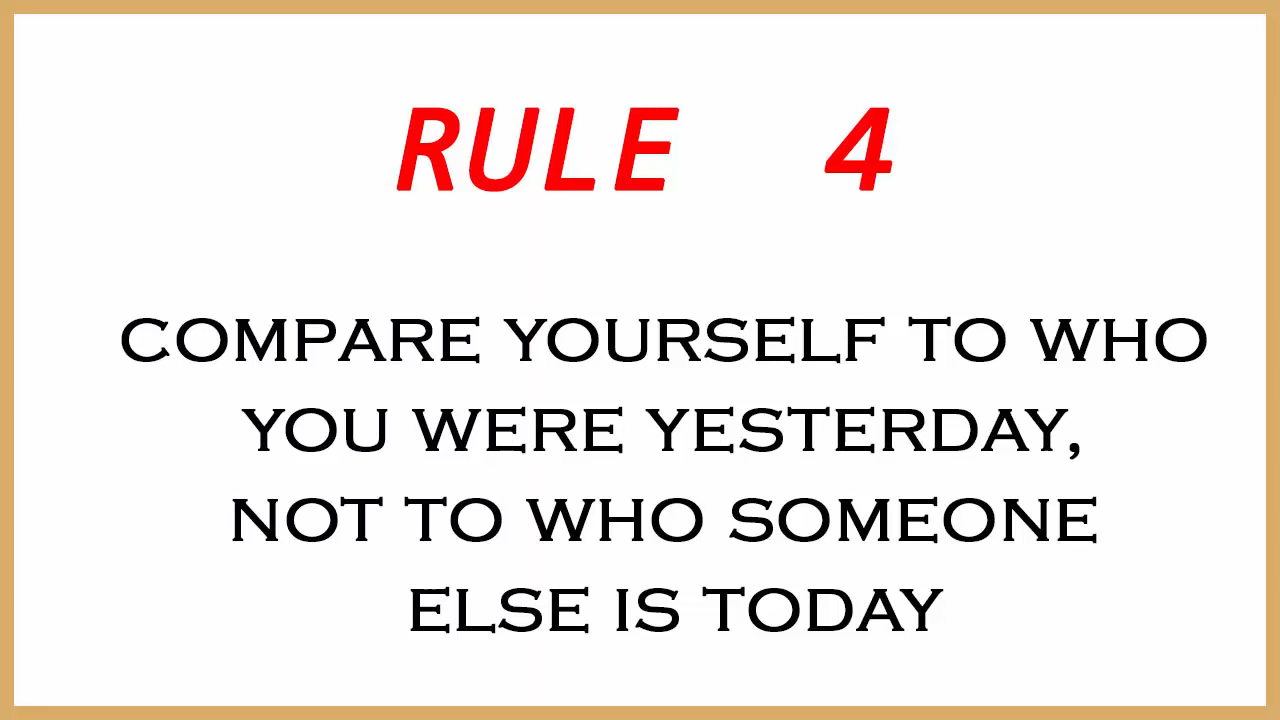 RULE 4
COMPARE YOURSELF TO WHO
YOU WERE YESTERDAY,
NOT TO WHO SOMEONE
ELSE IS TODAY